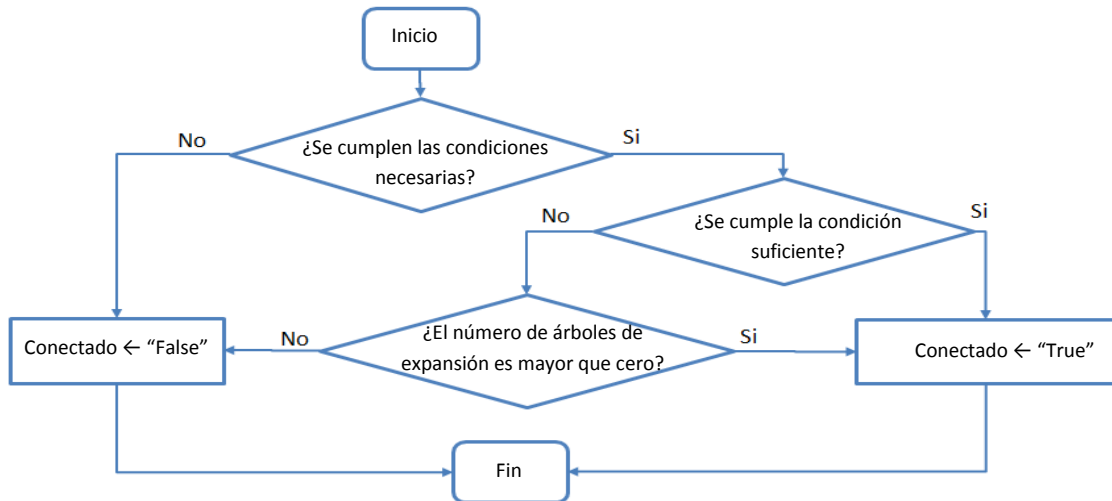 Inicio
No
Si
¿Se cumplen las condiciones
necesarias?
No
Si
¿Se cumple la condición
suficiente?
¿El número de árboles de
expansión es mayor que cero?
No
Si
Conectado ← “False”
Conectado ← “True”
Fin